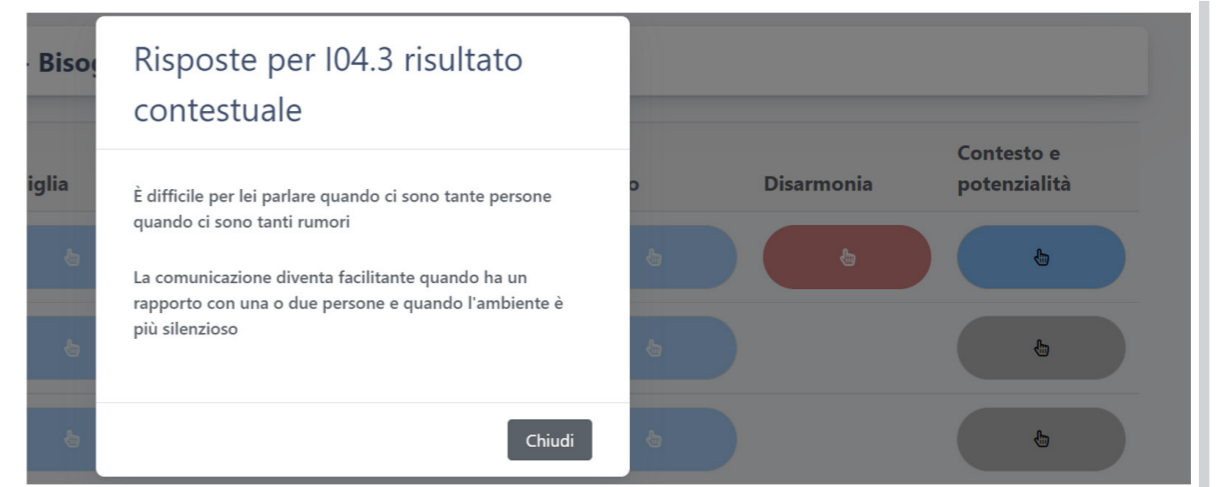 Bisog
Risposte per I04.3 risultato
contestuale
iglia
o
Disarmonia
Contesto e
potenzialità
È difficile per lei parlare quando ci sono tante persone
quando ci sono tanti rumori
La comunicazione diventa facilitante quando ha un
rapporto con una o due persone e quando l'ambiente è
più silenzioso
Chiudi